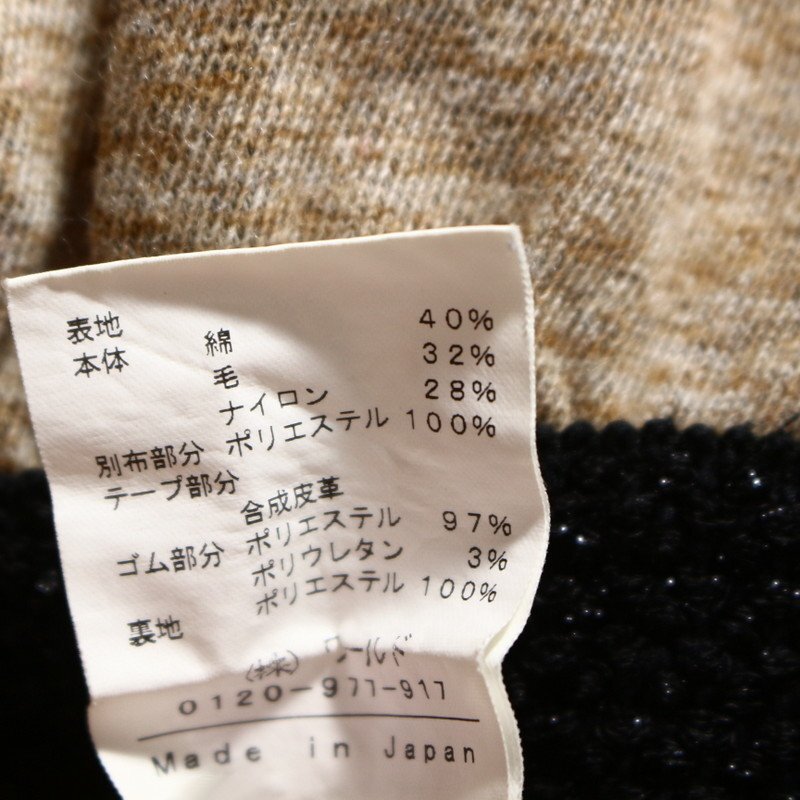 表地
本体 綿 40%
毛 32%
ナイロン 28%
別布部分 ポリエステル 100%
テープ部分
合成皮革
ゴム部分 ポリエステル 97%
ポリウレタン 3%
裏地 ポリエステル 100%
(株) ワールド
0120-977-917
Made in Japan